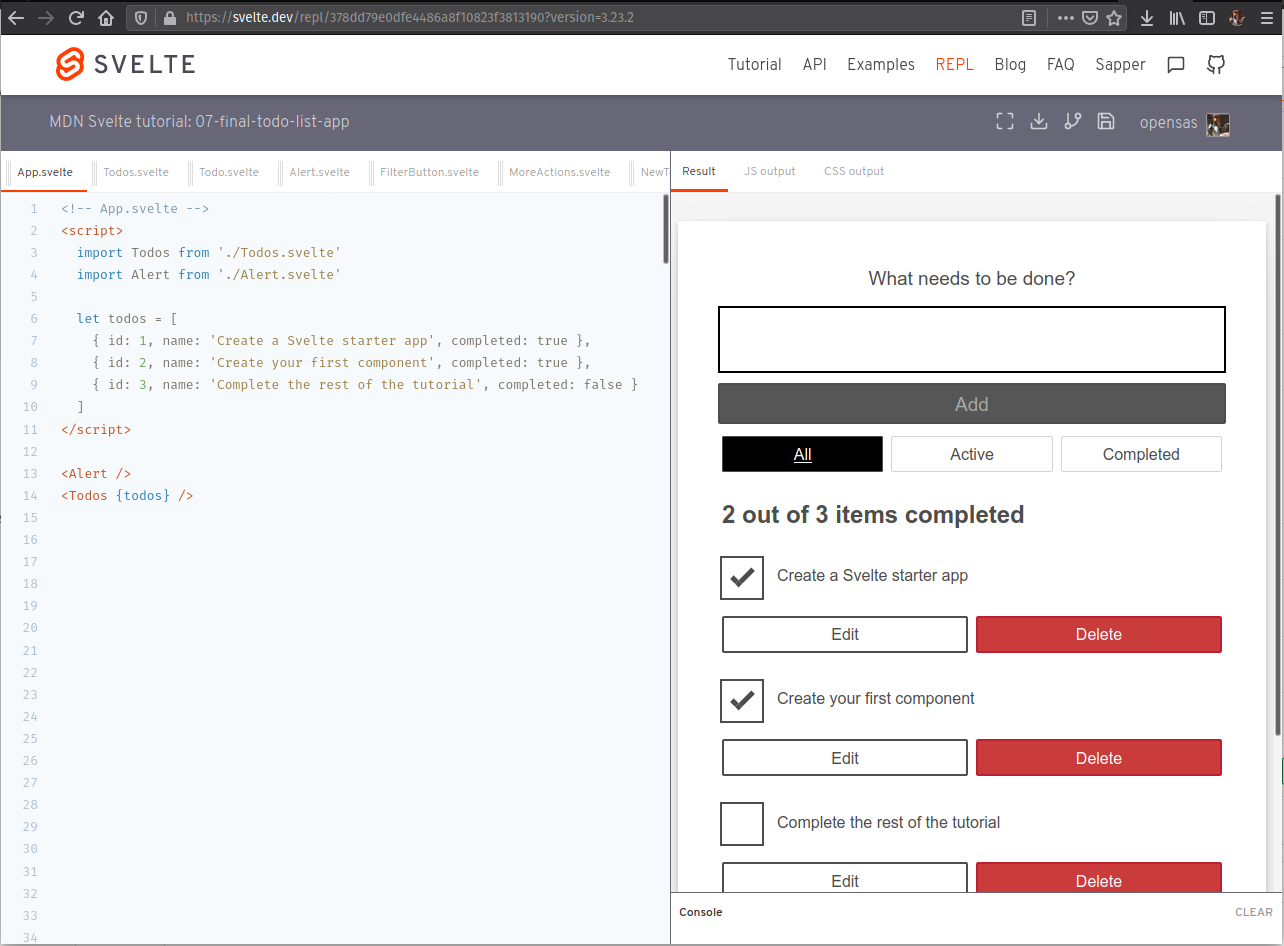 https://svelte.dev/repl/378dd79e0dfe4486a8f10823f3813190?version=3.23.2
SVELTE
Tutorial API Examples REPL Blog FAQ Sapper
MDN Svelte tutorial: 07-final-todo-list-app
opensas
App.svelte Todos.svelte Todo.svelte Alert.svelte FilterButton.svelte MoreActions.svelte NewT
1 <!-- App.svelte -->
2 <script>
3 import Todos from './Todos.svelte'
4 import Alert from './Alert.svelte'
5
6 let todos = [
7 { id: 1, name: 'Create a Svelte starter app', completed: true },
8 { id: 2, name: 'Create your first component', completed: true },
9 { id: 3, name: 'Complete the rest of the tutorial', completed: false }
10 ]
11 </script>
12
13 <Alert />
14 <Todos {todos} />
15
16
17
18
19
20
21
22
23
24
25
26
27
28
29
30
31
32
33
34
Result JS output CSS output
What needs to be done?
Add
All Active Completed
2 out of 3 items completed
Create a Svelte starter app
Edit Delete
Create your first component
Edit Delete
Complete the rest of the tutorial
Edit Delete
Console CLEAR